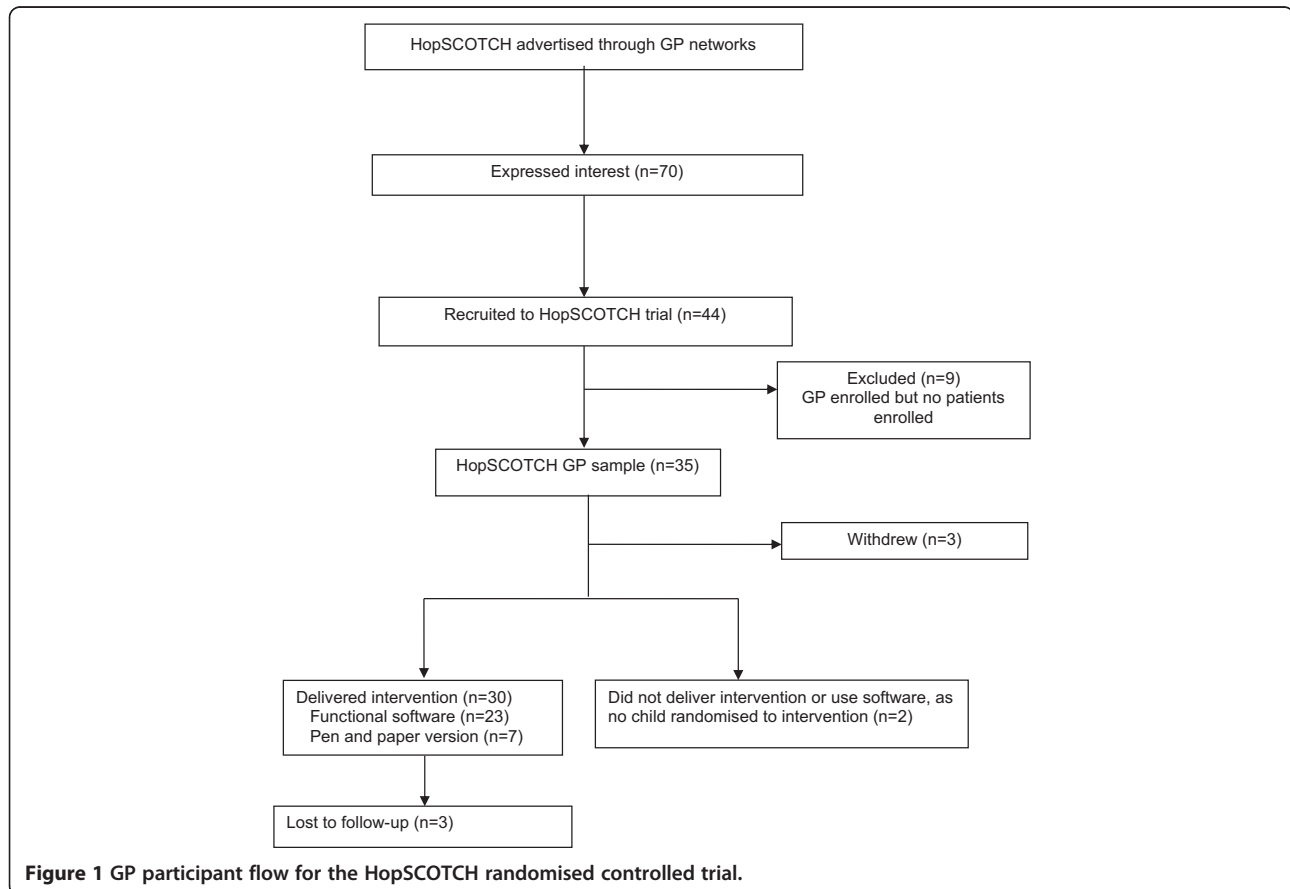 HopSCOTCH advertised through GP networks
Expressed interest (n=70)
Recruited to HopSCOTCH trial (n=44)
Excluded (n=9)
GP enrolled but no patients
enrolled
HopSCOTCH GP sample (n=35)
Withdrew (n=3)
Delivered intervention (n=30)
Functional software (n=23)
Pen and paper version (n=7)
Did not deliver intervention or use software, as
no child randomised to intervention (n=2)
Lost to follow-up (n=3)
Figure 1 GP participant flow for the HopSCOTCH randomised controlled trial.